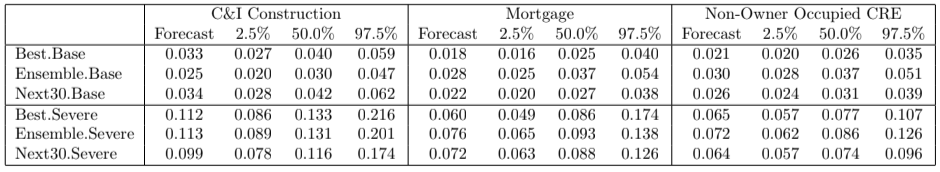 C&I Construction Mortgage Non-Owner Occupied CRE
Forecast 2.5% 50.0% 97.5% Forecast 2.5% 50.0% 97.5% Forecast 2.5% 50.0% 97.5%
Best.Base 0.033 0.027 0.040 0.059 0.018 0.016 0.025 0.040 0.021 0.020 0.026 0.035
Ensemble.Base 0.025 0.020 0.030 0.047 0.028 0.025 0.037 0.054 0.030 0.028 0.037 0.051
Next30.Base 0.034 0.028 0.042 0.062 0.022 0.020 0.027 0.038 0.026 0.024 0.031 0.039
Best.Severe 0.112 0.086 0.133 0.216 0.060 0.049 0.086 0.174 0.065 0.057 0.077 0.107
Ensemble.Severe 0.113 0.089 0.131 0.201 0.076 0.065 0.093 0.138 0.072 0.062 0.086 0.126
Next30.Severe 0.099 0.078 0.116 0.174 0.072 0.063 0.088 0.126 0.064 0.057 0.074 0.096